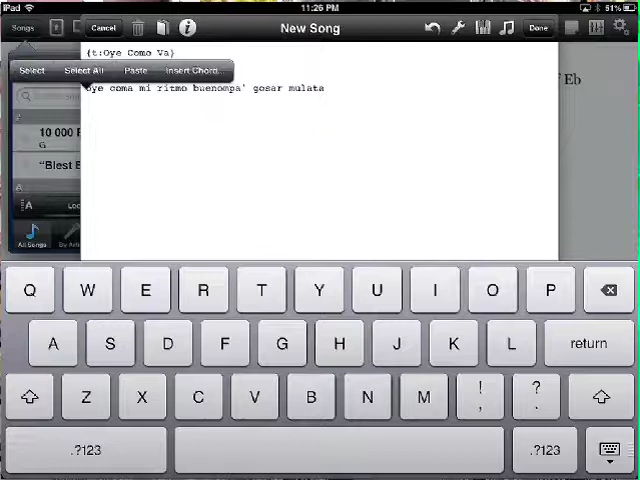 iPad 11:26 PM 51%
Songs Cancel New Song Done
{t:Oye Como Va}
Select Select All Paste Insert Chord...
oye coma mi ritmo buenompa' gosar mulata
Eb
10 000
G
"Blest
A
All Songs
Q W E R T Y U I O P
A S D F G H J K L return
Z X C V B N M ! , ? .
.?123 .?123